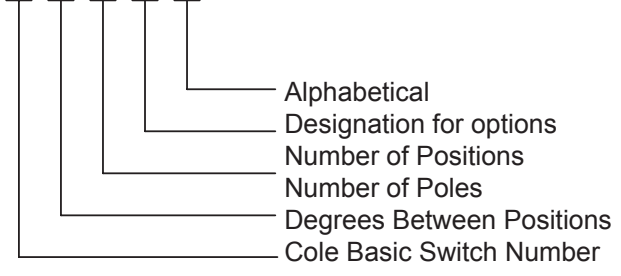 Alphabetical
Designation for options
Number of Positions
Number of Poles
Degrees Between Positions
Cole Basic Switch Number